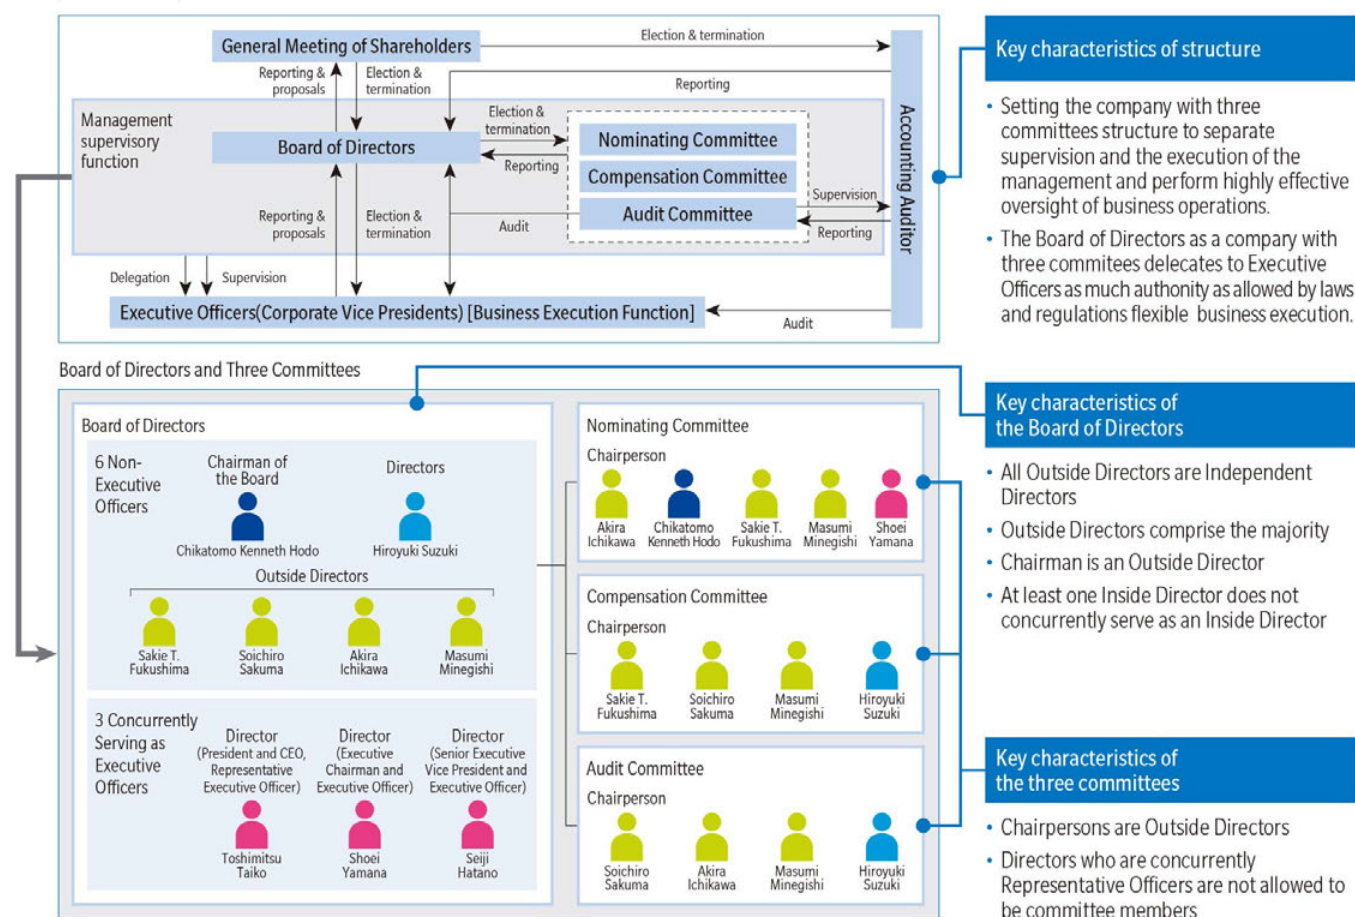 General Meeting of Shareholders
Election & termination
Reporting &
proposals
Election &
termination
Reporting
Management
supervisory
function
Board of Directors
Election &
termination
Reporting
Nominating Committee
Compensation Committee
Audit Committee
Supervision
Reporting
Accounting Auditor
Reporting &
proposals
Election &
termination
Audit
Delegation
Supervision
Executive Officers(Corporate Vice Presidents) [Business Execution Function]
Audit
Key characteristics of structure
• Setting the company with three
committees structure to separate
supervision and the execution of the
management and perform highly effective
oversight of business operations.
• The Board of Directors as a company with
three commitees delecates to Executive
Officers as much authority as allowed by laws
and regulations flexible business execution.
Board of Directors and Three Committees
Board of Directors
6 Non-
Executive
Officers
Chairman of
the Board
Chikatomo Kenneth Hodo
Directors
Hiroyuki Suzuki
Outside Directors
Sakie T.
Fukushima
Soichiro
Sakuma
Akira
Ichikawa
Masumi
Minegishi
3 Concurrently
Serving as
Executive
Officers
Director
(President and CEO,
Representative
Executive Officer)
Toshimitsu
Taiko
Director
(Executive
Chairman and
Executive Officer)
Shoei
Yamana
Director
(Senior Executive
Vice President and
Executive Officer)
Seiji
Hatano
Nominating Committee
Chairperson
Akira
Ichikawa
Chikatomo
Kenneth Hodo
Sakie T.
Fukushima
Masumi
Minegishi
Shoei
Yamana
Compensation Committee
Chairperson
Sakie T.
Fukushima
Soichiro
Sakuma
Masumi
Minegishi
Hiroyuki
Suzuki
Audit Committee
Chairperson
Soichiro
Sakuma
Akira
Ichikawa
Masumi
Minegishi
Hiroyuki
Suzuki
Key characteristics of
the Board of Directors
• All Outside Directors are Independent
Directors
• Outside Directors comprise the majority
• Chairman is an Outside Director
• At least one Inside Director does not
concurrently serve as an Inside Director
Key characteristics of
the three committees
• Chairpersons are Outside Directors
• Directors who are concurrently
Representative Officers are not allowed to
be committee members